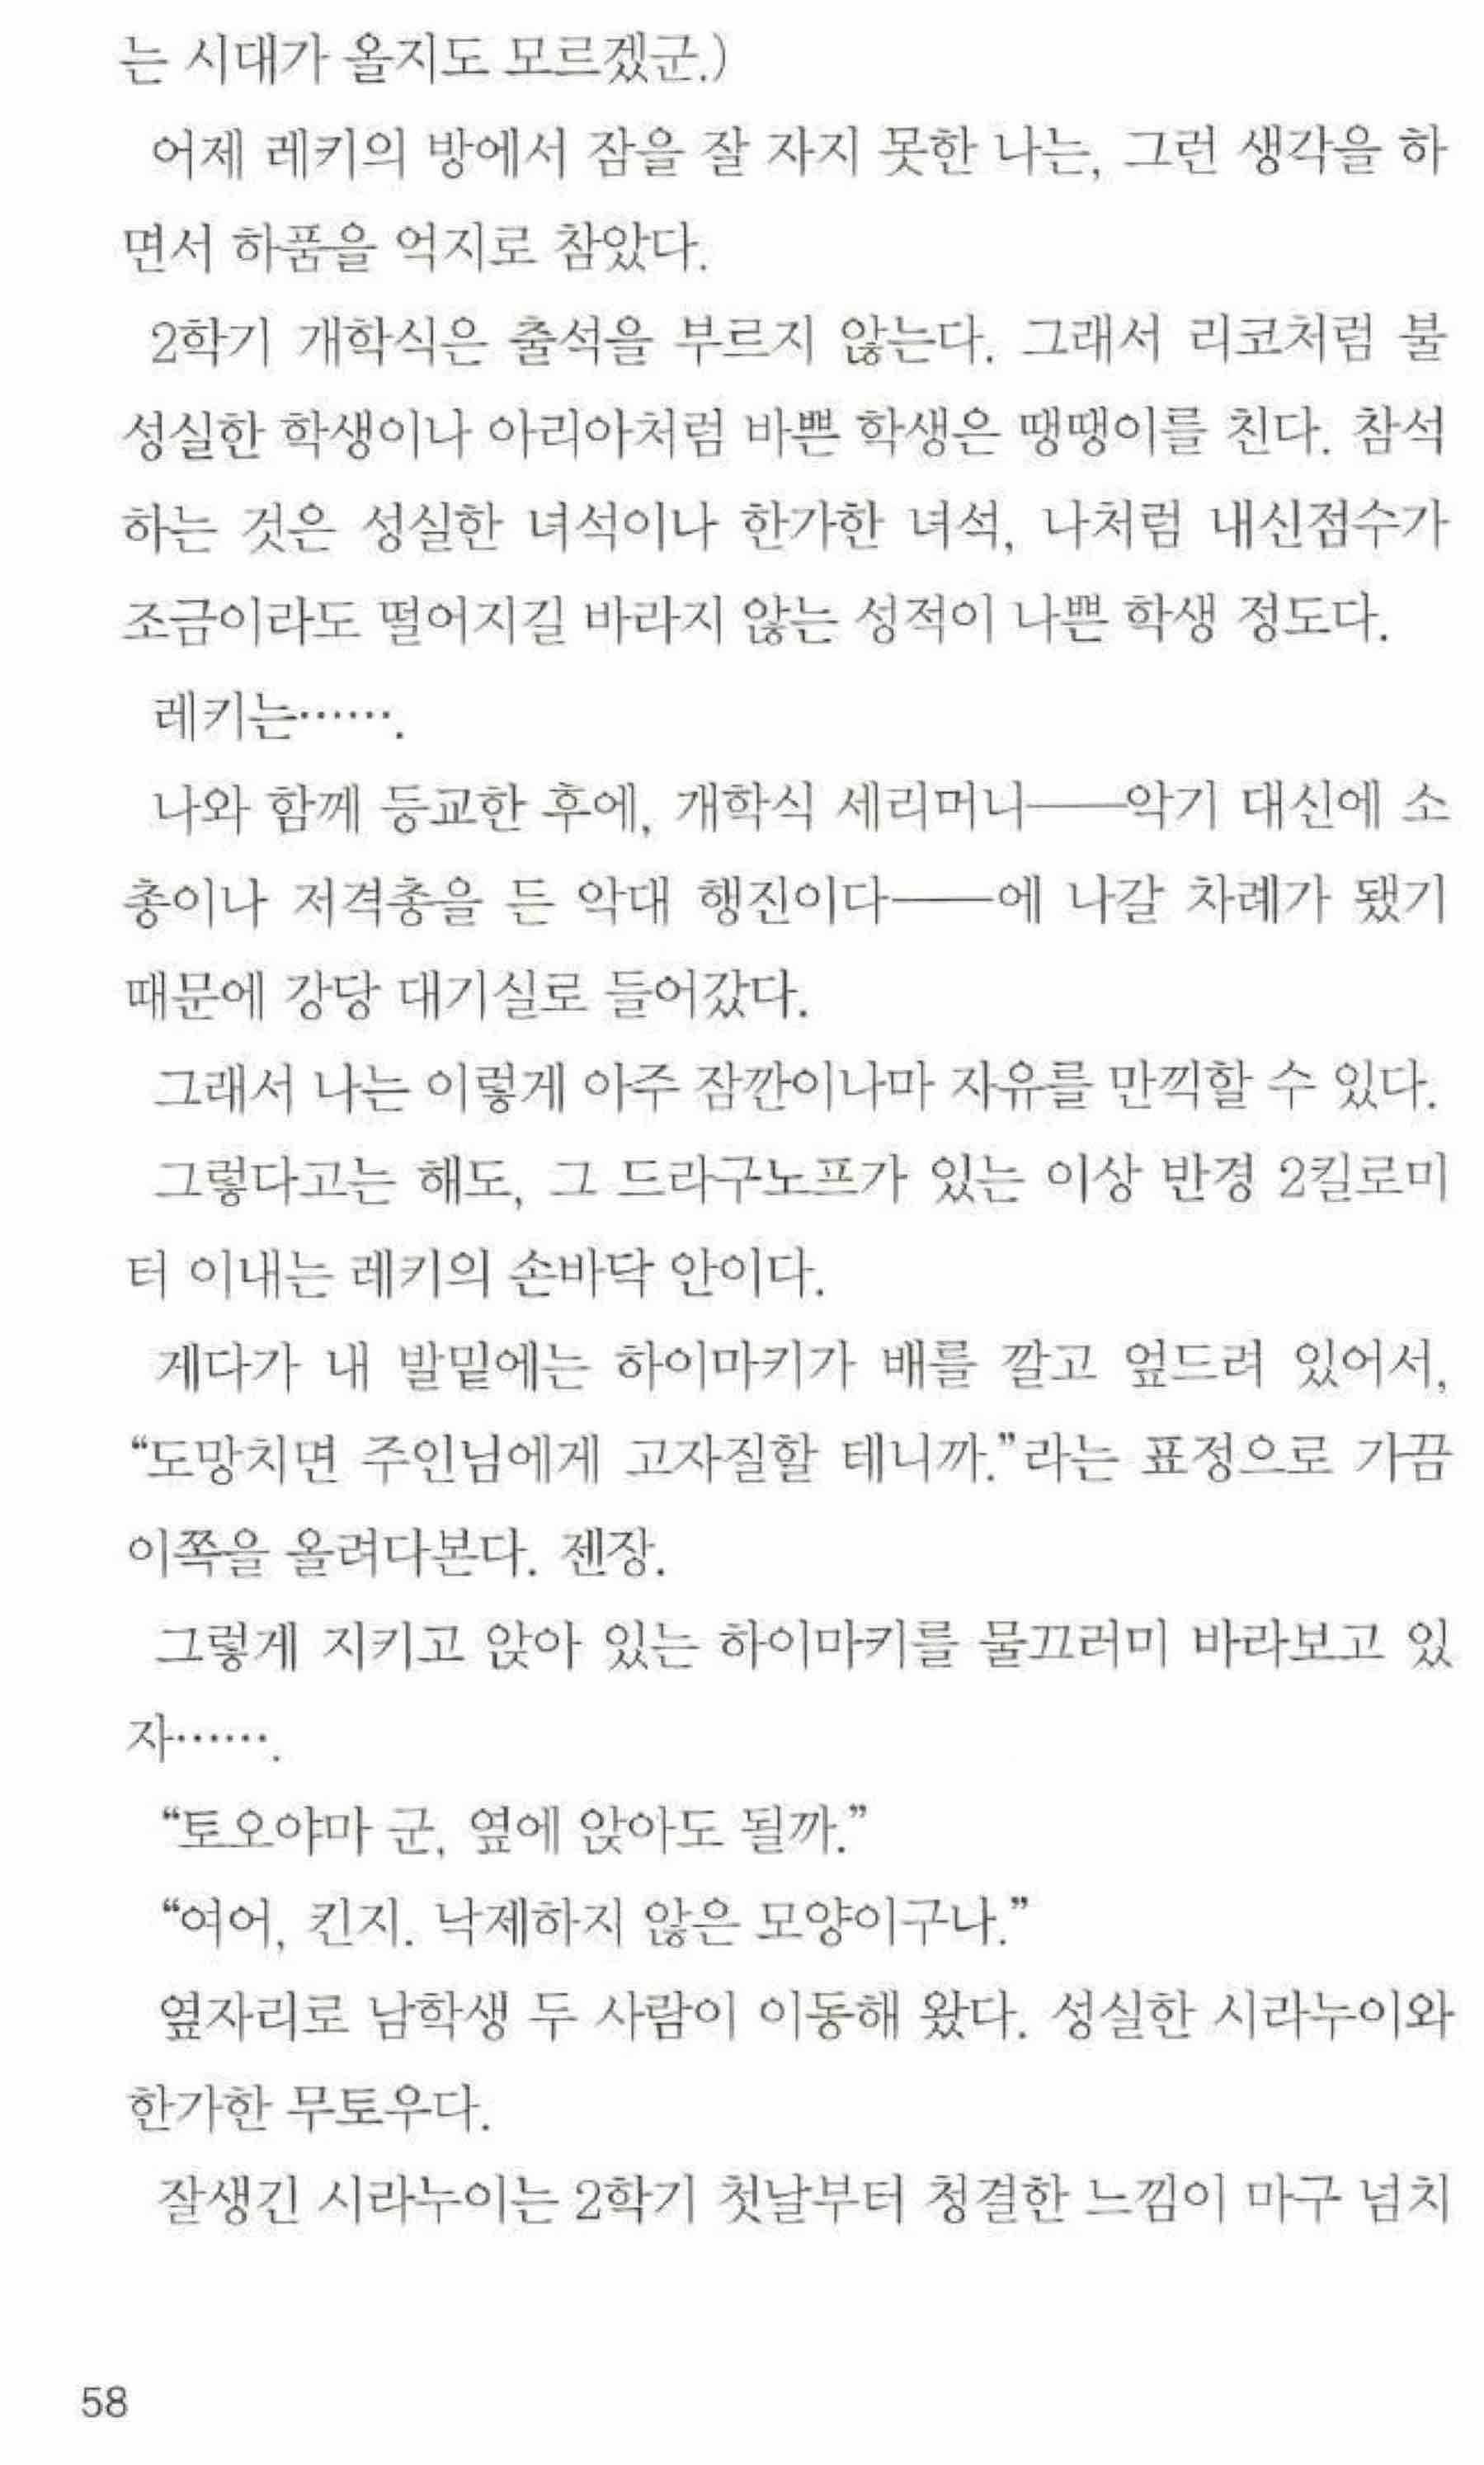 는 시대가 올지도 모르겠군.)
어제 레키의 방에서 잠을 잘 자지 못한 나는, 그런 생각을 하
면서 하품을 억지로 참았다.
2학기 개학식은 출석을 부르지 않는다. 그래서 리코처럼 불
성실한 학생이나 아리아처럼 바쁜 학생은 땡땡이를 친다. 참석
하는 것은 성실한 녀석이나 한가한 녀석, 나처럼 내신점수가
조금이라도 떨어지길 바라지 않는 성적이 나쁜 학생 정도다.
레키는…….
나와 함께 등교한 후에, 개학식 세리머니――악기 대신에 소
총이나 저격총을 든 악대 행진이다――에 나갈 차례가 됐기
때문에 강당 대기실로 들어갔다.
그래서 나는 이렇게 아주 잠깐이나마 자유를 만끽할 수 있다.
그렇다고는 해도, 그 드라구노프가 있는 이상 반경 2킬로미
터 이내는 레키의 손바닥 안이다.
게다가 내 발밑에는 하이마키가 배를 깔고 엎드려 있어서,
“도망치면 주인님에게 고자질할 테니까.”라는 표정으로 가끔
이쪽을 올려다본다. 젠장.
그렇게 지키고 앉아 있는 하이마키를 물끄러미 바라보고 있
자…….
“토오야마 군, 옆에 앉아도 될까.”
“여어, 킨지. 낙제하지 않은 모양이구나.”
옆자리로 남학생 두 사람이 이동해 왔다. 성실한 시라누이와
한가한 무토우다.
잘생긴 시라누이는 2학기 첫날부터 청결한 느낌이 마구 넘치
58